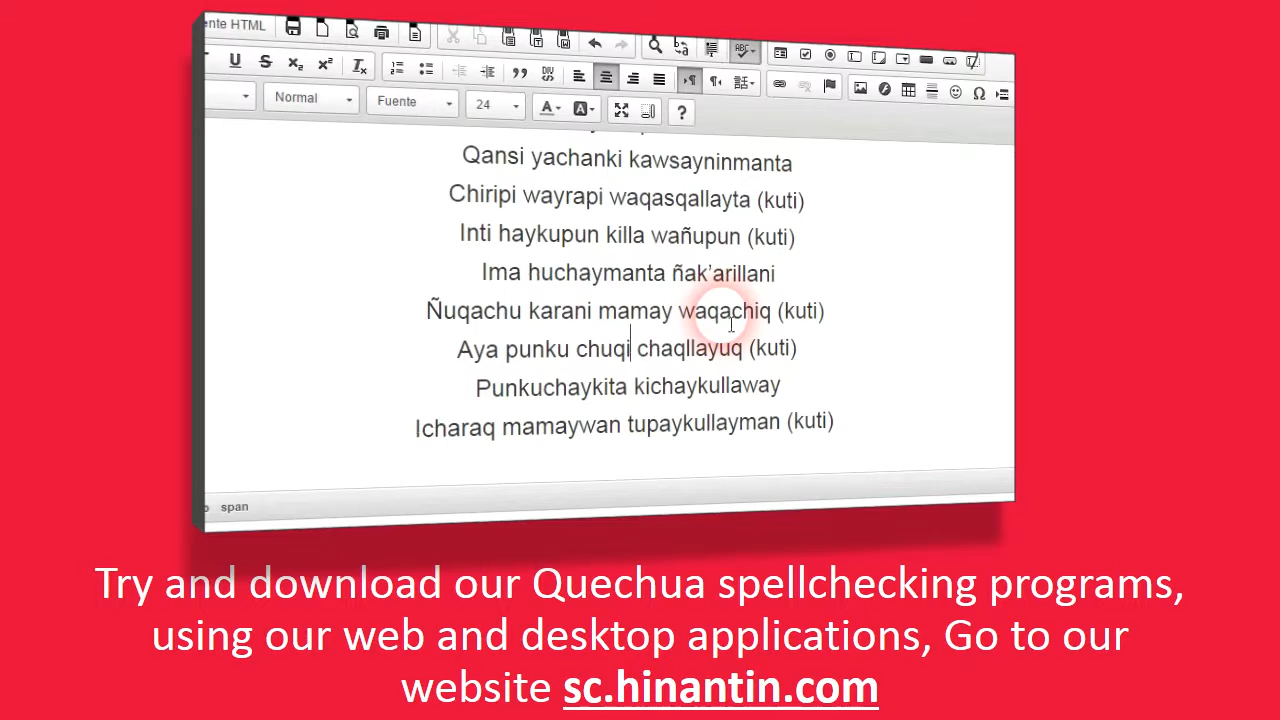 ente HTML
Normal Fuente 24
Qansi yachanki kawsayninmanta
Chiripi wayrapi waqasqallayta (kuti)
Inti haykupun killa wañupun (kuti)
Ima huchaymanta ñak’arillani
Ñuqachu karani mamay waqachiq (kuti)
Aya punku chuqi chaqllayuq (kuti)
Punkuchaykita kichaykullaway
Icharaq mamaywan tupaykullayman (kuti)
span
Try and download our Quechua spellchecking programs,
using our web and desktop applications, Go to our
website sc.hinantin.com